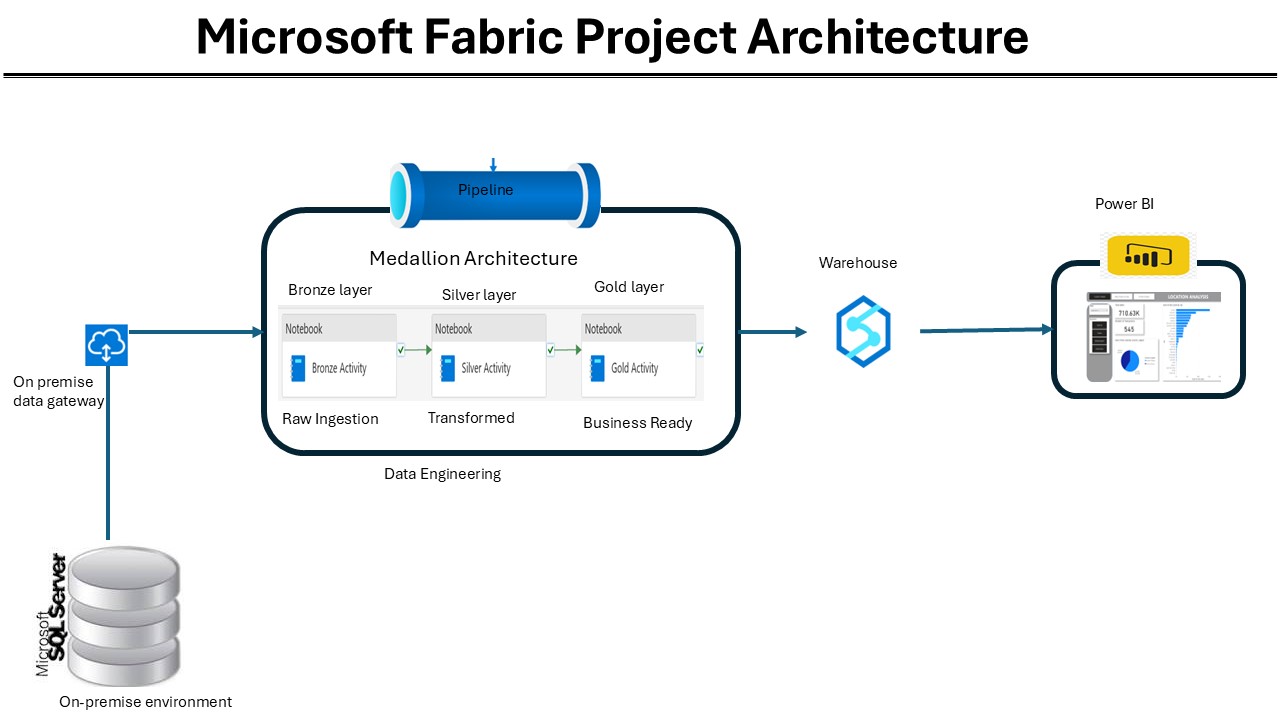 Microsoft Fabric Project Architecture
Pipeline
Power BI
Medallion Architecture
Warehouse
Bronze layer
Silver layer
Gold layer
Notebook
Notebook
Notebook
Bronze Activity
Silver Activity
Gold Activity
LOCATION ANALYSIS
710.63K
545
On premise
data gateway
Raw Ingestion
Transformed
Business Ready
Data Engineering
Microsoft
SQL Server
On-premise environment